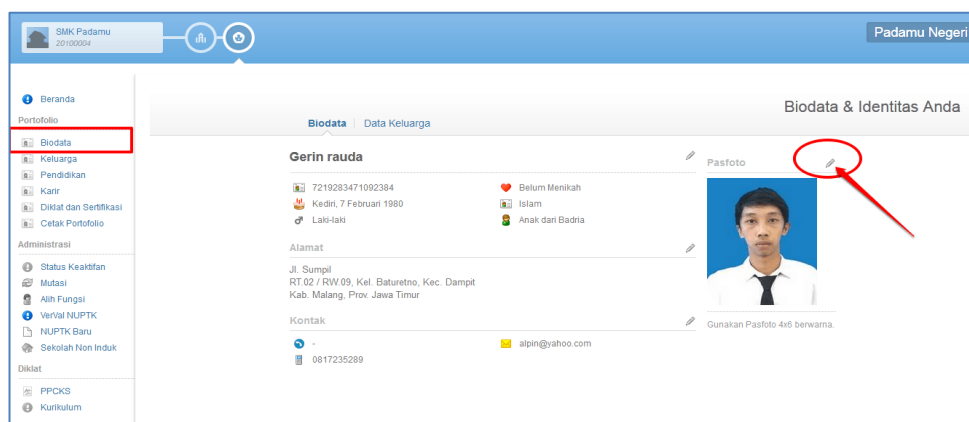 SMK Padamu
20100004
Padamu Negeri
Beranda
Portofolio
Biodata
Keluarga
Pendidikan
Karir
Diklat dan Sertifikasi
Cetak Portofolio
Administrasi
Status Keaktifan
Mutasi
Alih Fungsi
VerVal NUPTK
NUPTK Baru
Sekolah Non Induk
Diklat
PPCKS
Kurikulum
Biodata & Identitas Anda
Biodata Data Keluarga
Gerin rauda
7219283471092384
Belum Menikah
Kediri, 7 Februari 1980
Islam
Laki-laki
Anak dari Badria
Alamat
Jl. Sumpil
RT.02 / RW.09, Kel. Baturetno, Kec. Dampit
Kab. Malang, Prov. Jawa Timur
Kontak
-
alpin@yahoo.com
0817235289
Pasfoto
Gunakan Pasfoto 4x6 berwarna.